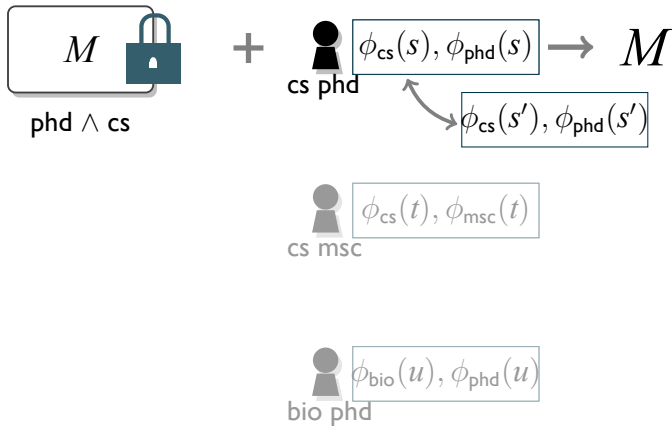 M + ϕcs(s), ϕphd(s) → M
cs phd
phd ∧ cs
ϕcs(s′), ϕphd(s′)
ϕcs(t), ϕmsc(t)
cs msc
ϕbio(u), ϕphd(u)
bio phd